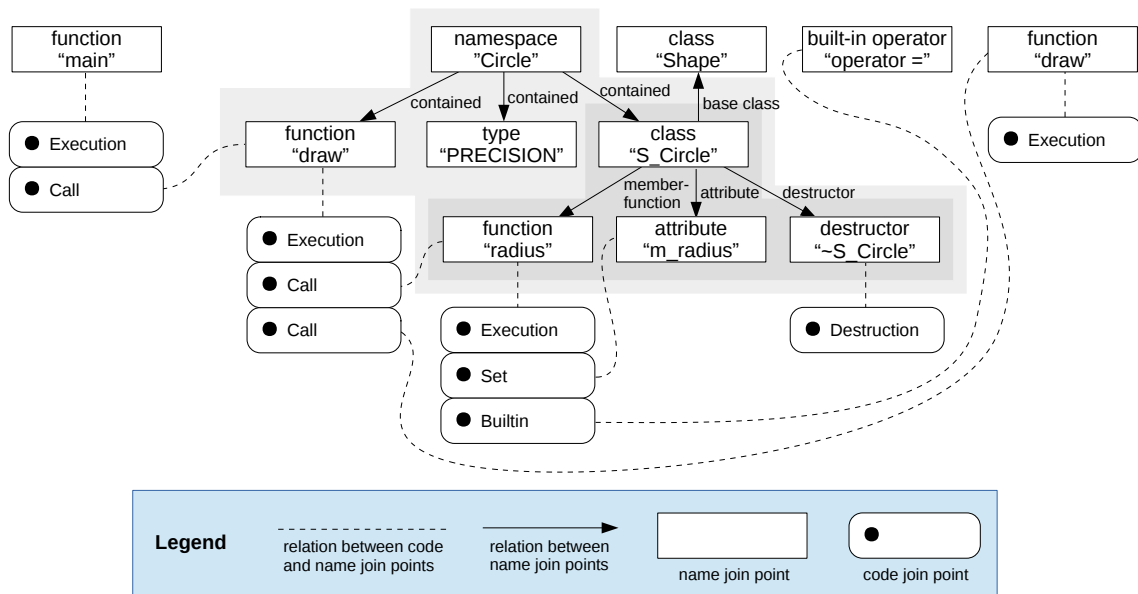 function
“main”
Execution
Call
namespace
”Circle”
class
“Shape”
built-in operator
“operator =”
function
“draw”
Execution
contained
contained
contained
base class
function
“draw”
type
“PRECISION”
class
“S_Circle”
member-
function
attribute
destructor
Execution
Call
Call
function
“radius”
attribute
“m_radius”
destructor
“~S_Circle”
Execution
Set
Builtin
Destruction
Legend
relation between code
and name join points
relation between
name join points
name join point
code join point